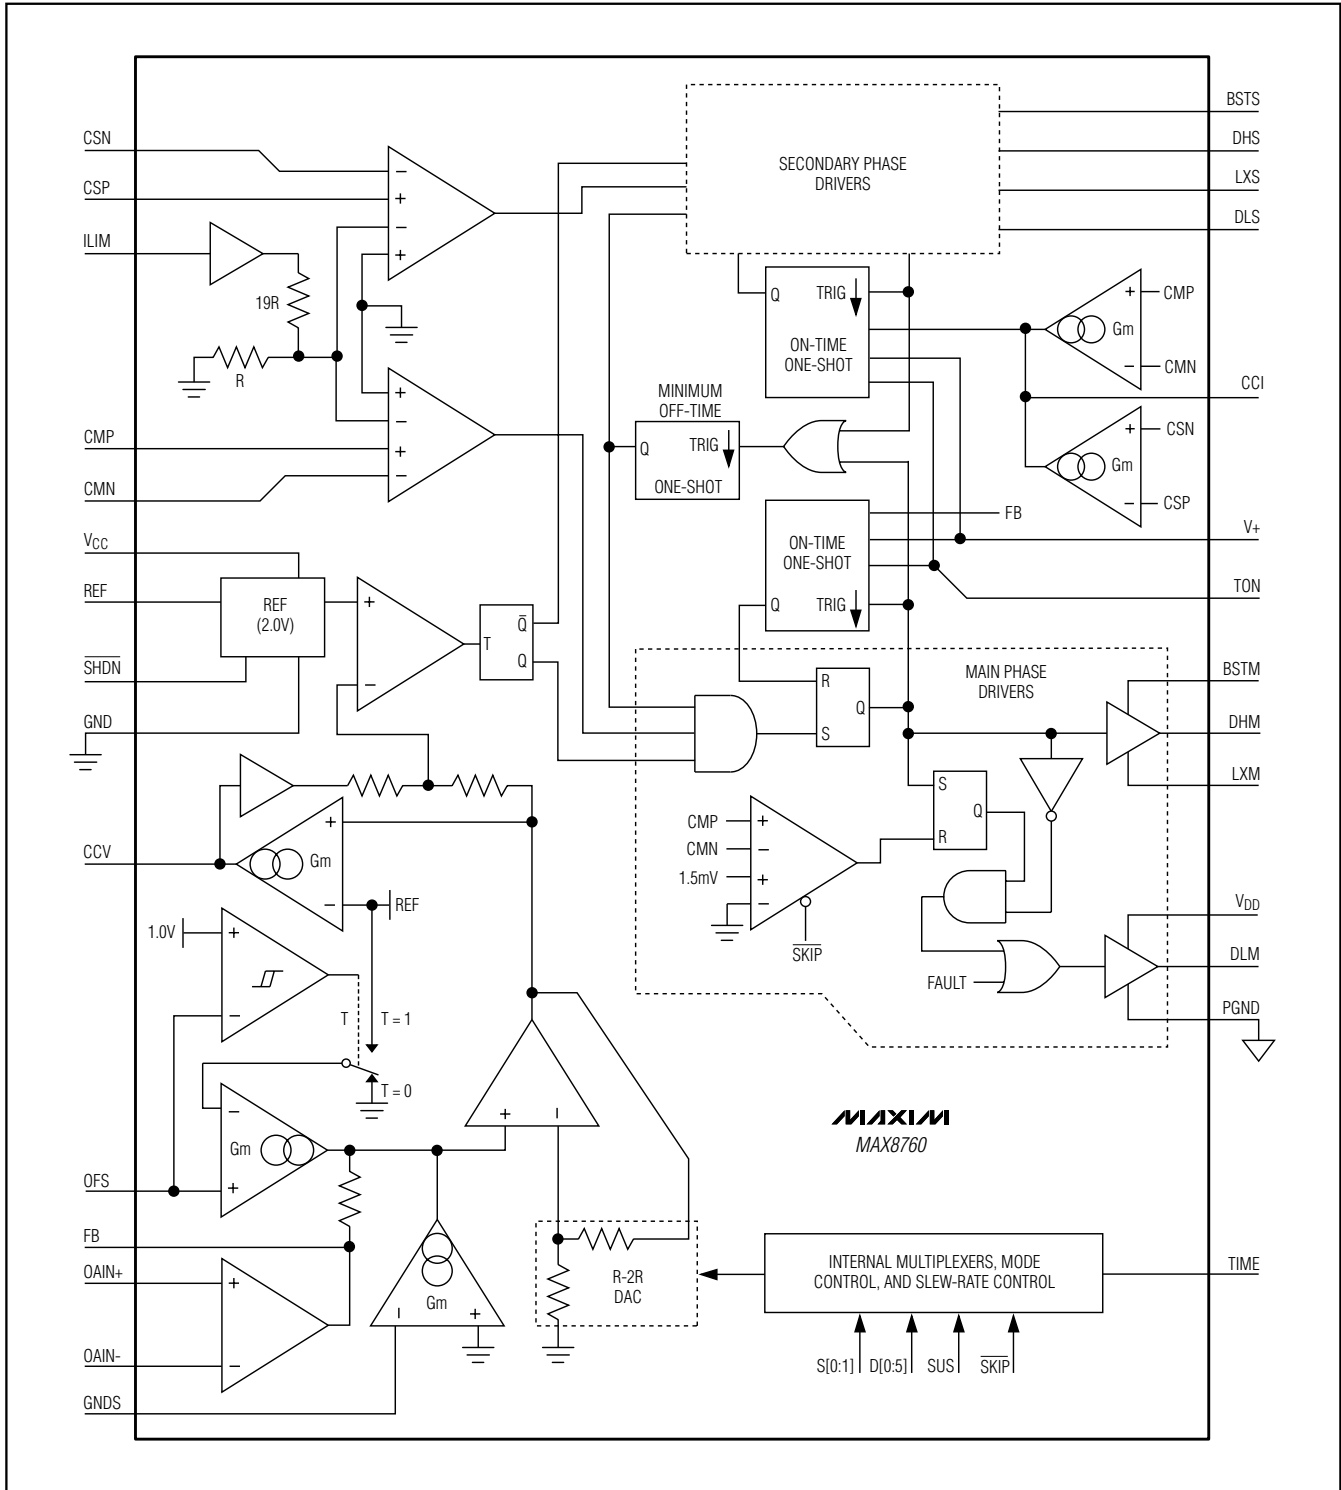 BSTS
DHS
LXS
DLS
SECONDARY PHASE
DRIVERS
CSN
CSP
ILIM
−
+
−
+
19R
R
Q
TRIG
ON-TIME
ONE-SHOT
+
CMP
Gm
−
CMN
CCI
+
CSN
Gm
−
CSP
MINIMUM
OFF-TIME
Q
TRIG
ONE-SHOT
+
−
+
−
CMP
CMN
FB
ON-TIME
ONE-SHOT
Q
TRIG
V+
TON
VCC
REF
REF
(2.0V)
SHDN
GND
+
−
T
Q̅
Q
MAIN PHASE
DRIVERS
R
Q
S
BSTM
DHM
LXM
S
Q
R
CMP
+
CMN
−
1.5mV
+
−
SKIP
FAULT
VDD
DLM
PGND
CCV
+
Gm
−
REF
1.0V
+
−
T
T = 1
T = 0
−
Gm
+
OFS
FB
OAIN+
+
OAIN-
−
GNDS
Gm
−
+
+
−
R-2R
DAC
MAXIM
MAX8760
INTERNAL MULTIPLEXERS, MODE
CONTROL, AND SLEW-RATE CONTROL
TIME
S[0:1]
D[0:5]
SUS
SKIP